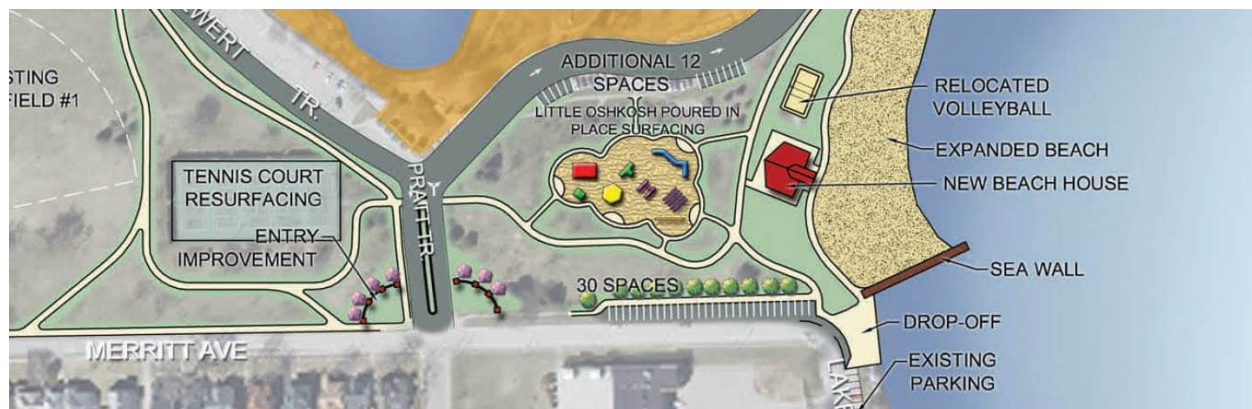 EWERT
TR.
STING
FIELD #1
ADDITIONAL 12
SPACES
LITTLE OSHKOSH POURED IN
PLACE SURFACING
RELOCATED
VOLLEYBALL
EXPANDED BEACH
NEW BEACH HOUSE
TENNIS COURT
RESURFACING
PRATT TR.
ENTRY
IMPROVEMENT
30 SPACES
SEA WALL
DROP-OFF
MERRITT AVE
LAKE
EXISTING
PARKING